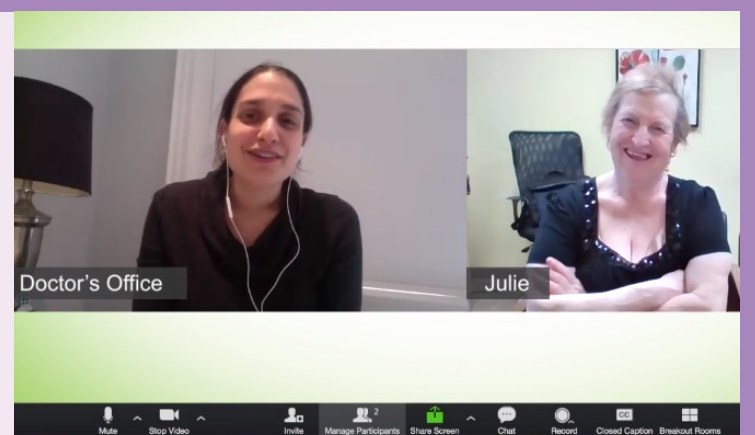 Doctor's Office
Julie
2
Mute
Stop Video
Invite
Manage Participants
Share Screen
Chat
Record
CC
Closed Caption
Breakout Rooms